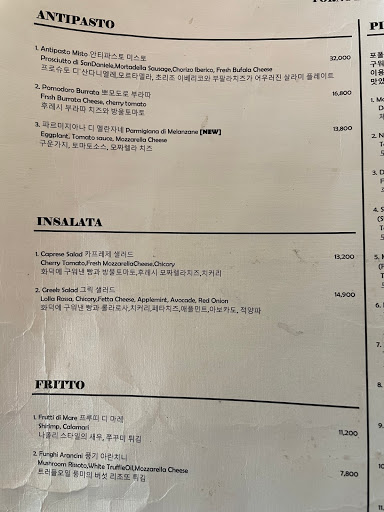 ANTIPASTO
1. Antipasto Misto 안티파스토 미스토 32,000
Prosciutto di SanDaniele,Mortadella Sausage,Chorizo Iberico, Fresh Bufala Cheese
프로슈토 디 산다니엘레,모르타델라, 초리조 이베리코와 부팔라치즈가 어우러진 살라미 플레이트
2. Pomodoro Burrata 뽀모도로 부라따 16,800
Fresh Burrata Cheese, cherry tomato
후레시 부라따 치즈와 방울토마토
3. 파르미지아나 디 멜란자네 Parmigiana di Melanzane [NEW] 13,800
Eggplant, Tomato sauce, Mozzarella Cheese
구운가지, 토마토소스, 모짜렐라 치즈
INSALATA
1. Caprese Salad 카프레제 샐러드 13,200
Cherry Tomato,Fresh MozzarellaCheese,Chicory
화덕에 구워낸 빵과 방울토마토,후레시 모짜렐라치즈,치커리
2. Greek Salad 그릭 샐러드 14,900
Lolla Rossa, Chicory,Fetta Cheese, Applemint, Avocado, Red Onion
화덕에 구워낸 빵과 롤라로사,치커리,페타치즈,애플민트,아보카도, 적양파
FRITTO
1. Frutti di Mare 프루띠 디 마레
Shirimp, Calamari 11,200
나폴리 스타일의 새우, 쭈꾸미 튀김
2. Funghi Arancini 풍기 아란치니
Mushroom Rissoto,White TruffleOil,Mozzarella Cheese 7,800
트러플오일 풍미의 버섯 리조또 튀김